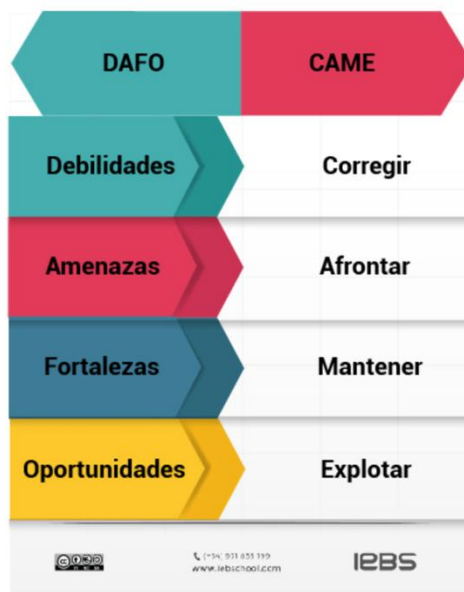 DAFO CAME
Debilidades Corregir
Amenazas Afrontar
Fortalezas Mantener
Oportunidades Explotar
www.iebschool.com
IEBS